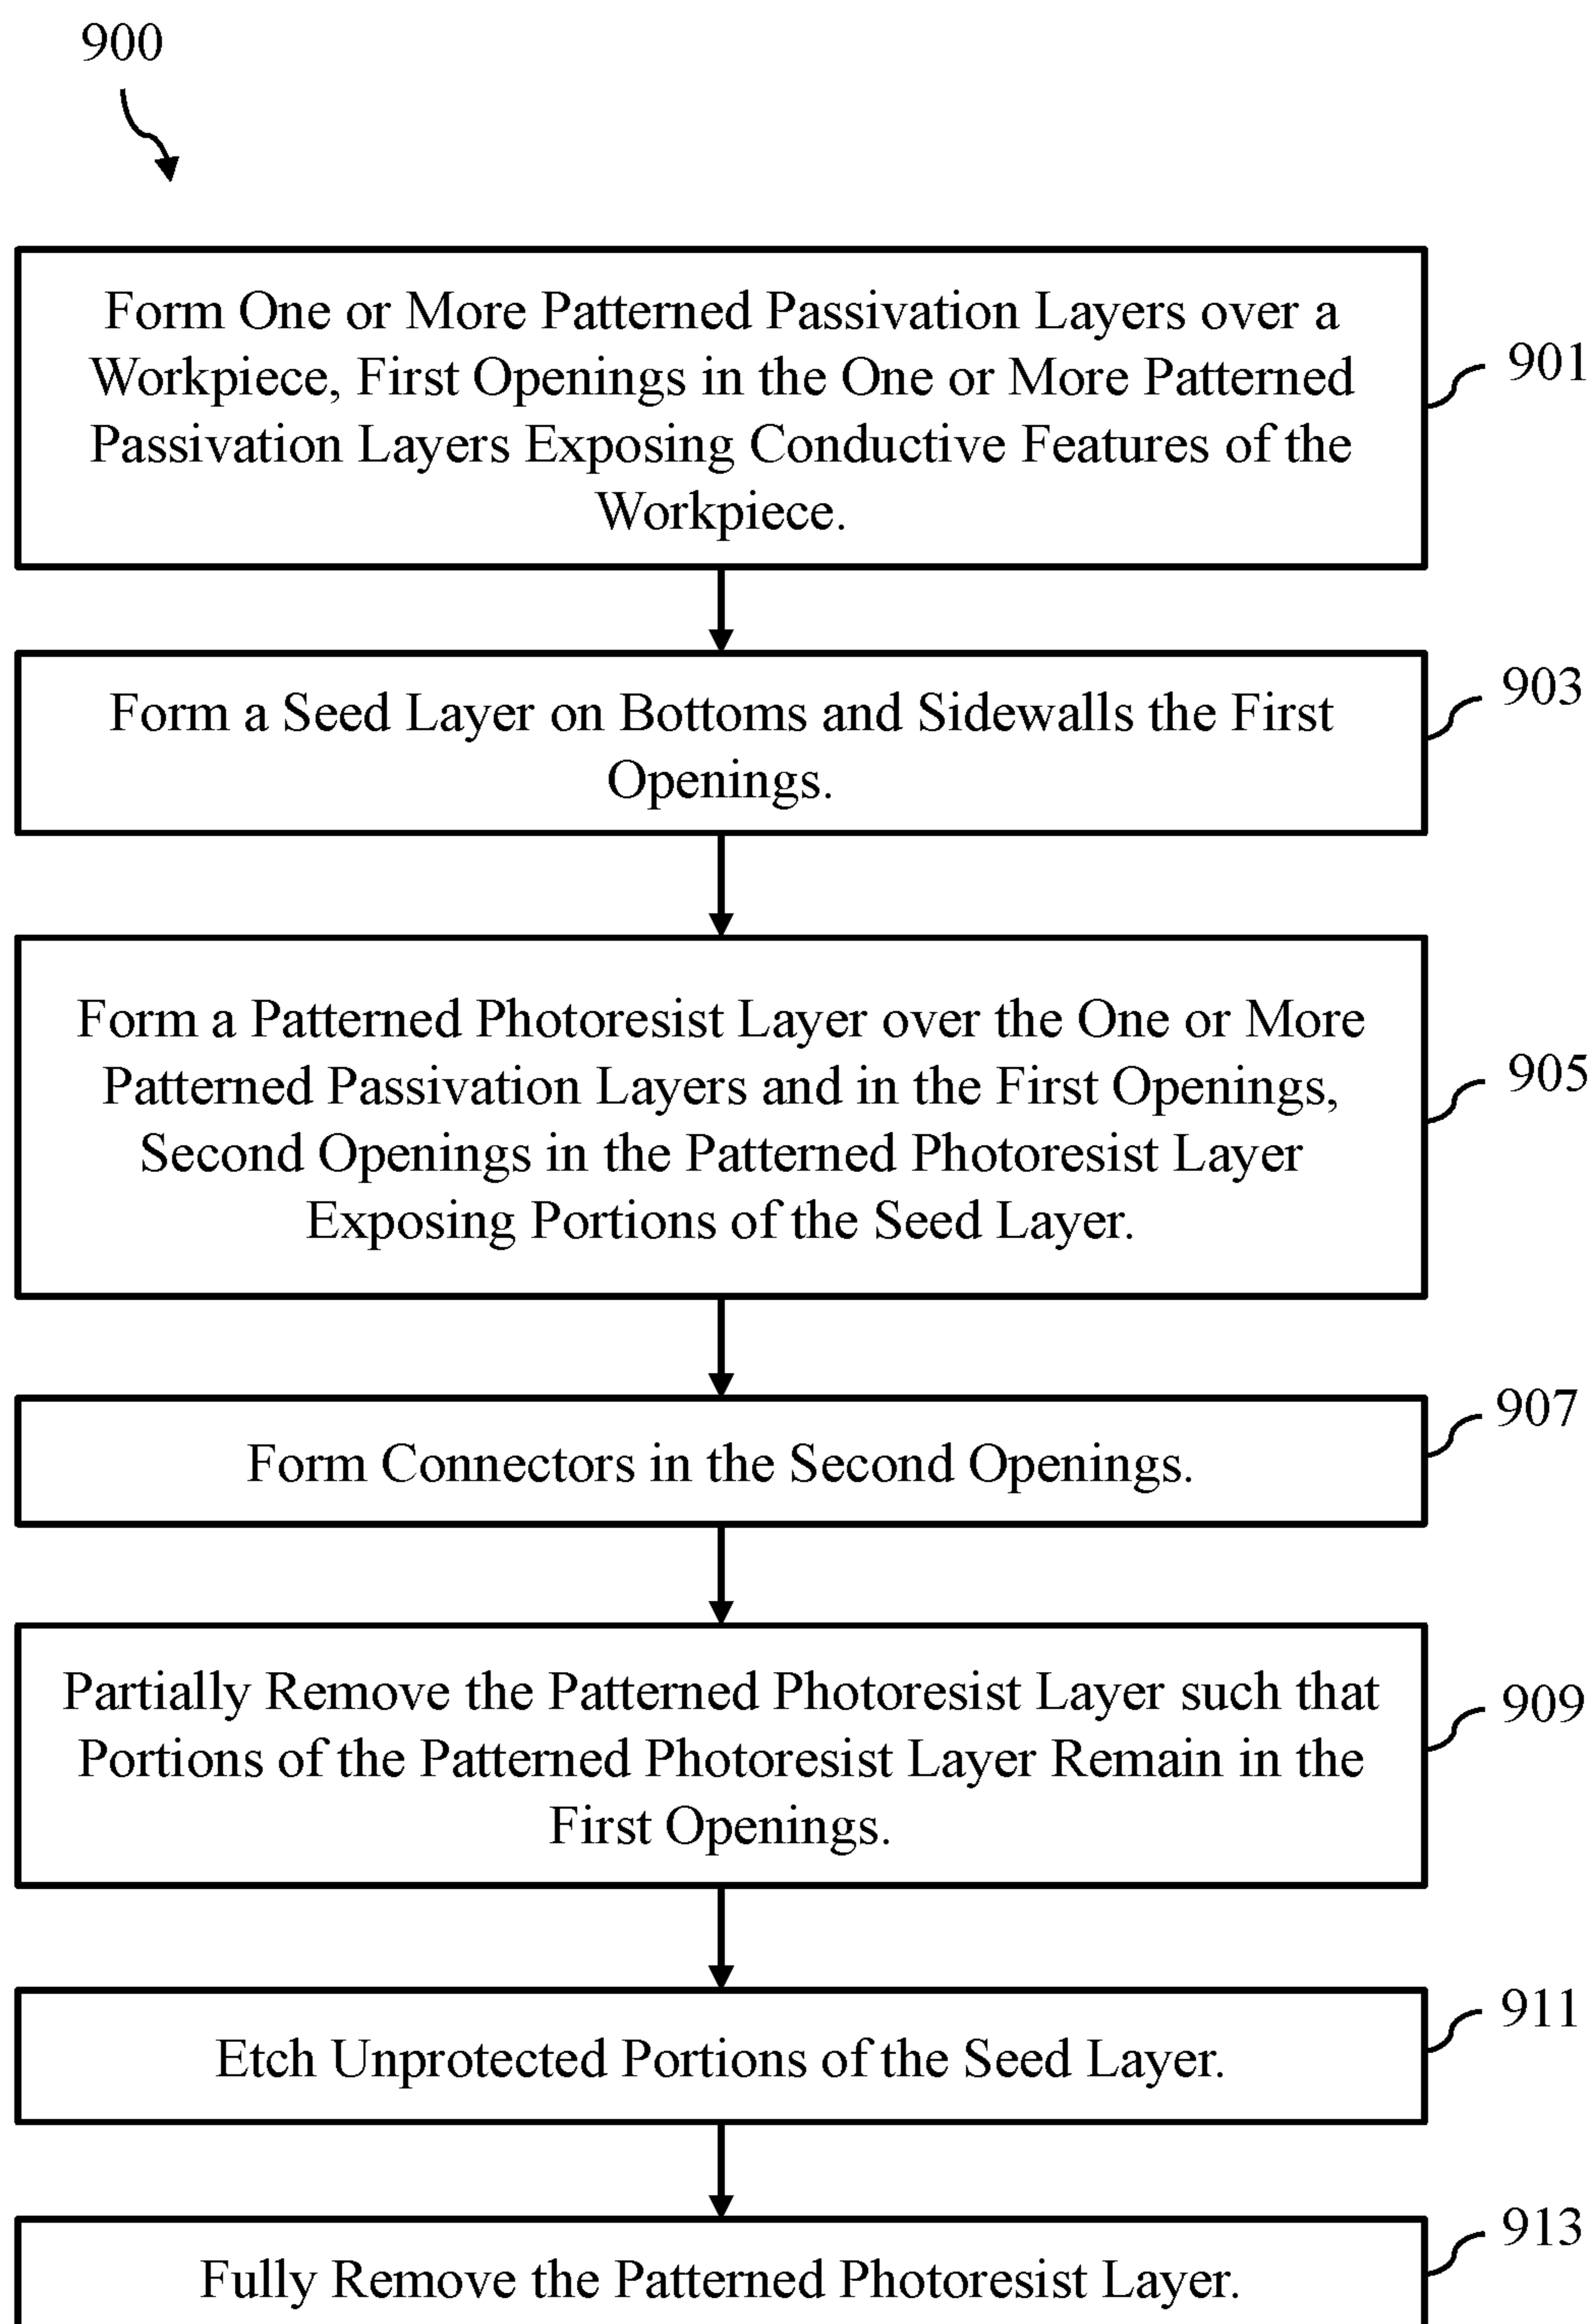 900
Form One or More Patterned Passivation Layers over a
Workpiece, First Openings in the One or More Patterned
Passivation Layers Exposing Conductive Features of the
Workpiece.
901
Form a Seed Layer on Bottoms and Sidewalls the First
Openings.
903
Form a Patterned Photoresist Layer over the One or More
Patterned Passivation Layers and in the First Openings,
Second Openings in the Patterned Photoresist Layer
Exposing Portions of the Seed Layer.
905
Form Connectors in the Second Openings.
907
Partially Remove the Patterned Photoresist Layer such that
Portions of the Patterned Photoresist Layer Remain in the
First Openings.
909
Etch Unprotected Portions of the Seed Layer.
911
Fully Remove the Patterned Photoresist Layer.
913